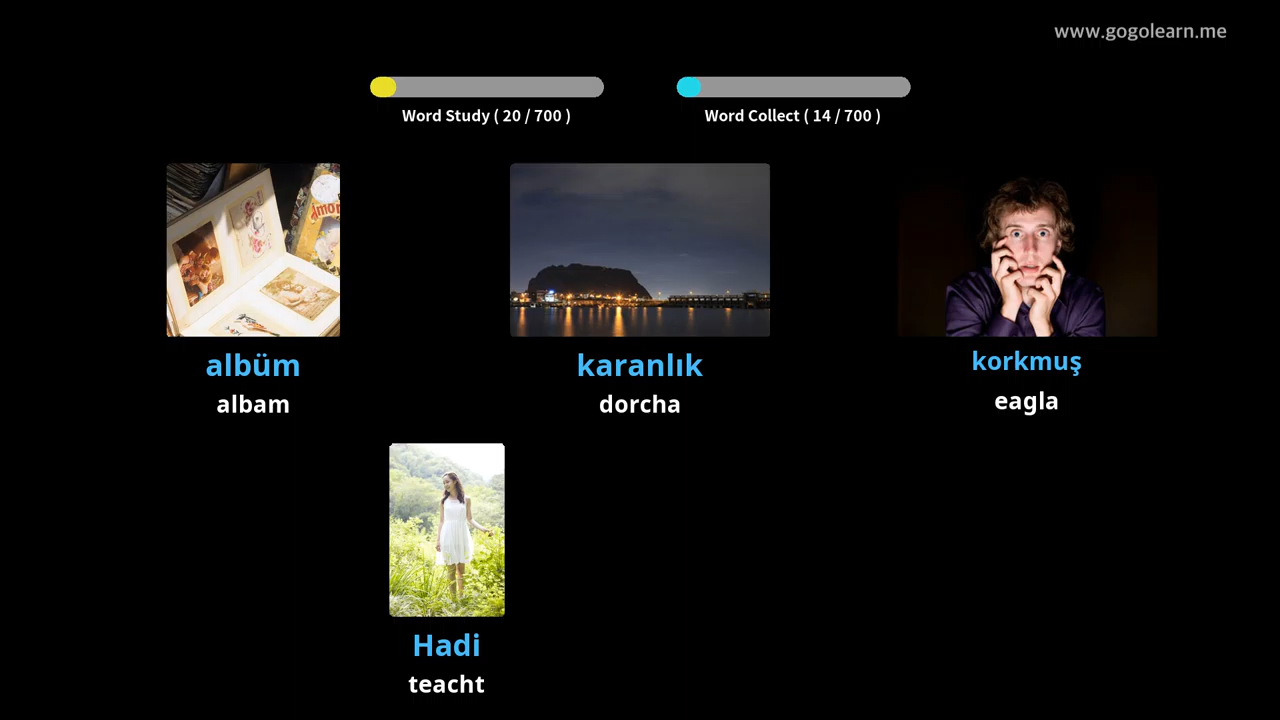 www.gogolearn.me
Word Study ( 20 / 700 )
Word Collect ( 14 / 700 )
albüm
albam
karanlık
dorcha
korkmuş
eagla
Hadi
teacht